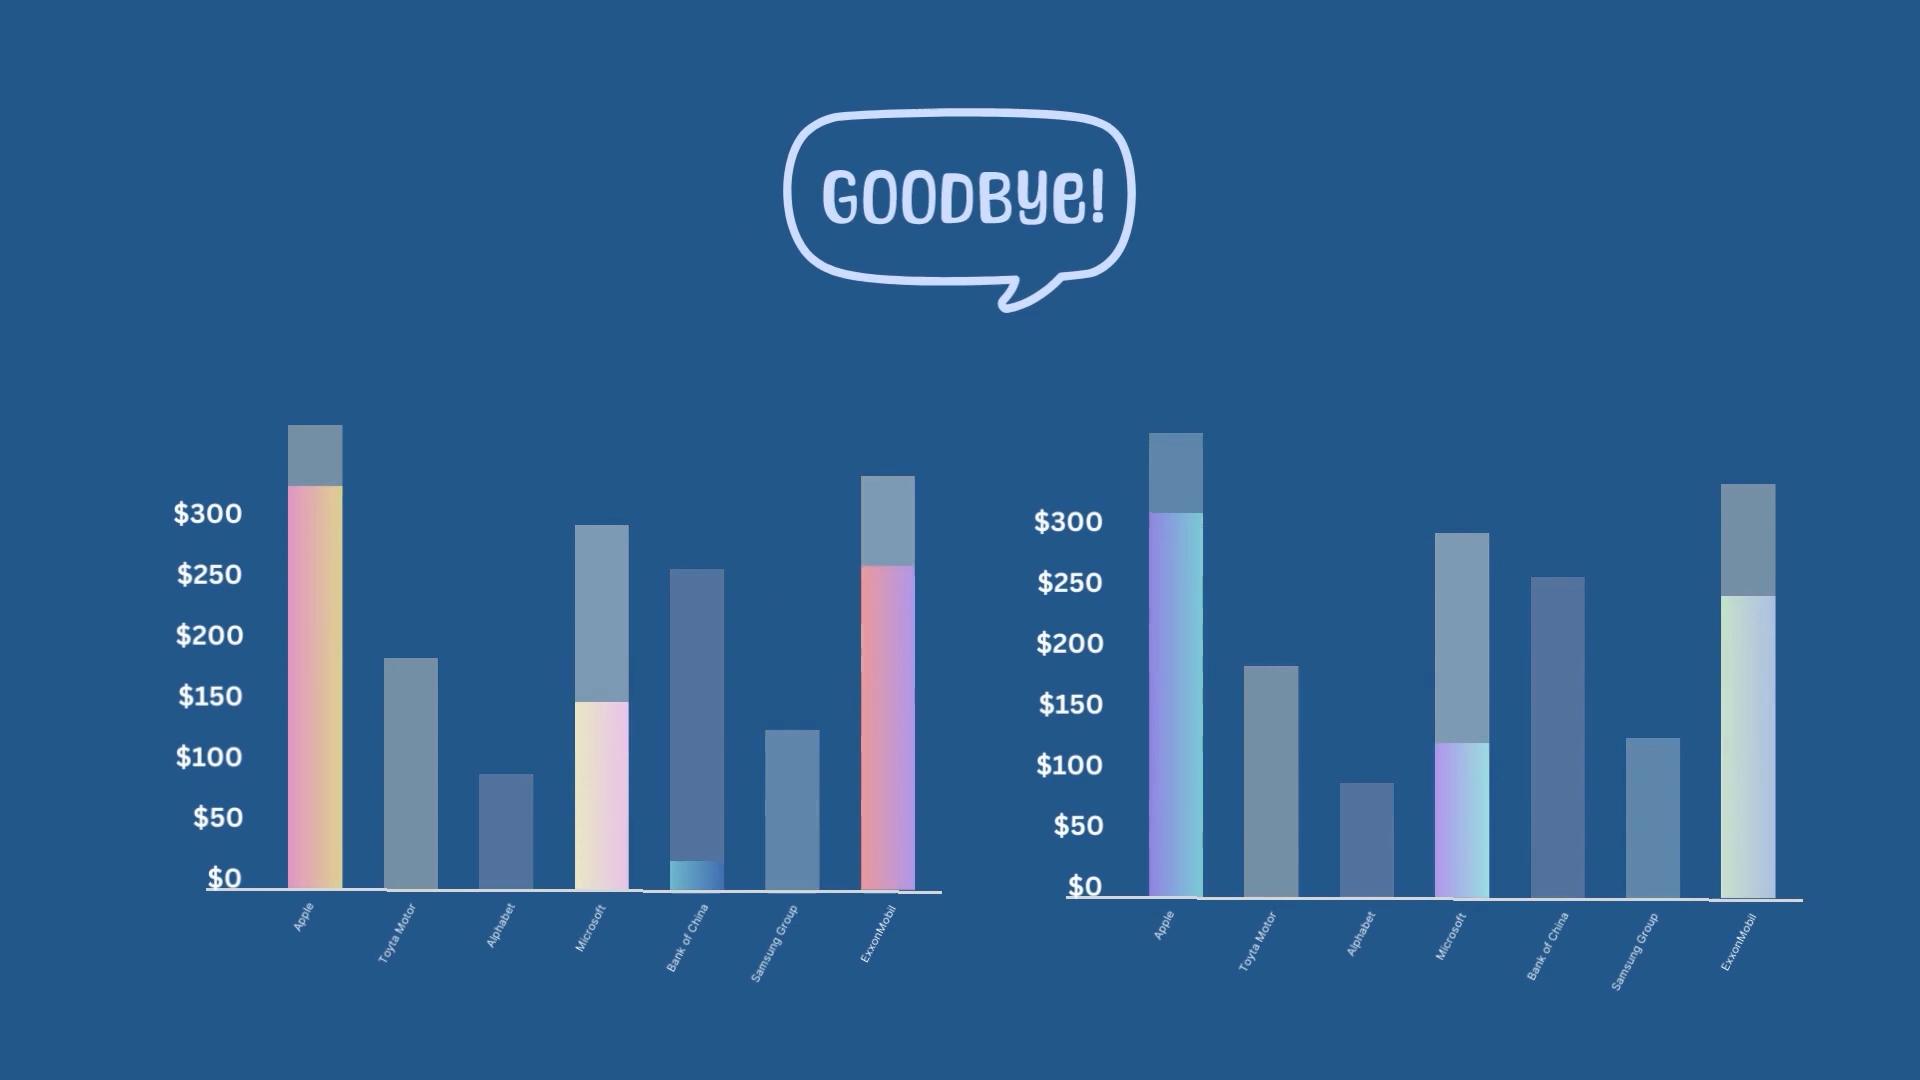 GOODBYE!
$300
$250
$200
$150
$100
$50
$0
Apple
Toyta Motor
Alphabet
Microsoft
Bank of China
Samsung Group
ExxonMobil
$300
$250
$200
$150
$100
$50
$0
Apple
Toyta Motor
Alphabet
Microsoft
Bank of China
Samsung Group
ExxonMobil